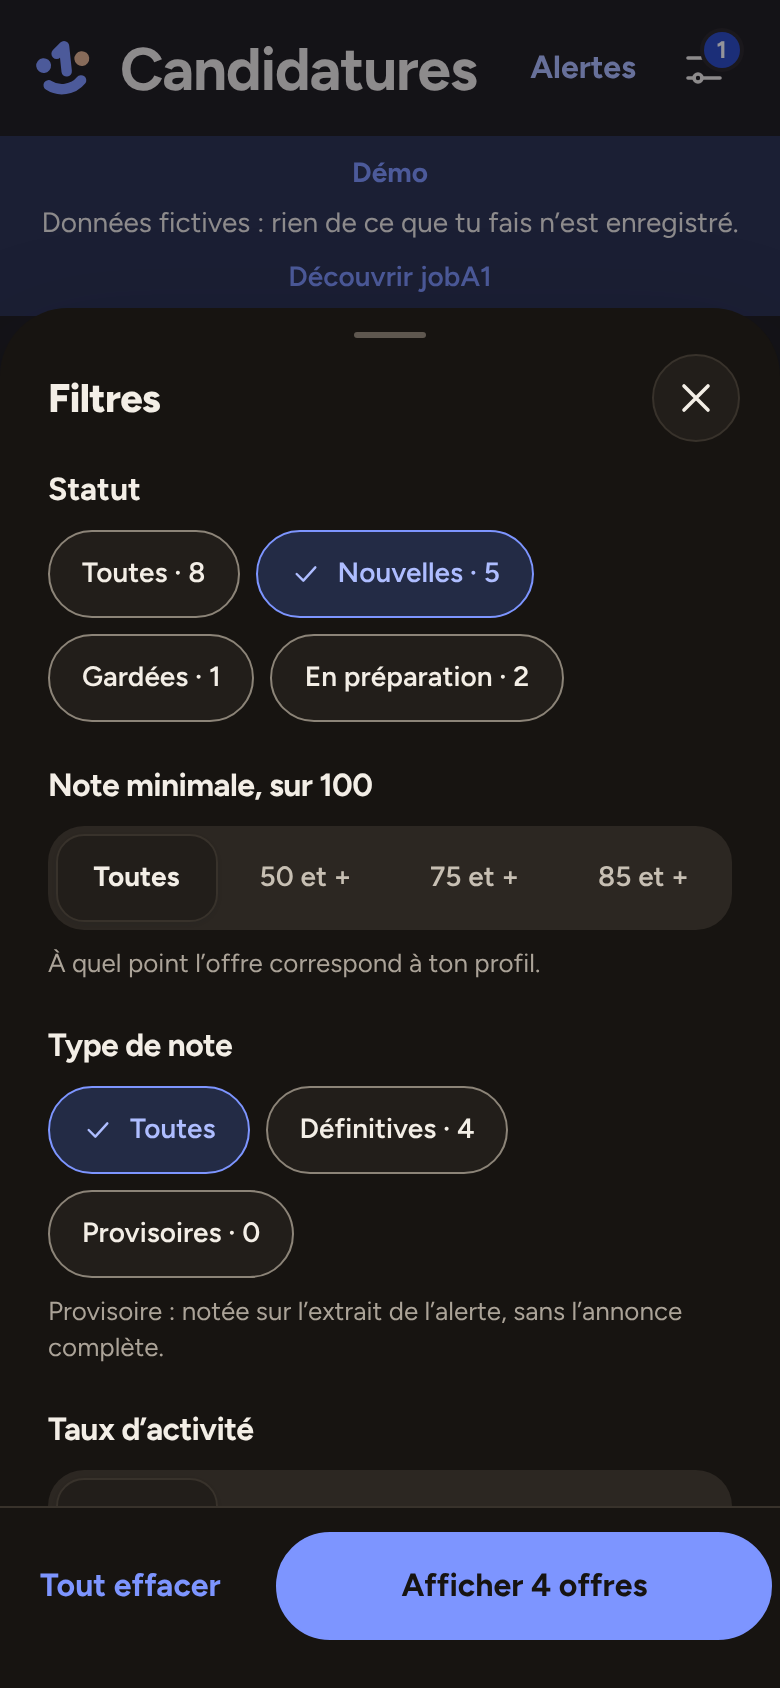 Candidatures
Alertes
1
Démo
Données fictives : rien de ce que tu fais n’est enregistré.
Découvrir jobA1
Filtres
Statut
Toutes · 8
Nouvelles · 5
Gardées · 1
En préparation · 2
Note minimale, sur 100
Toutes
50 et +
75 et +
85 et +
À quel point l’offre correspond à ton profil.
Type de note
Toutes
Définitives · 4
Provisoires · 0
Provisoire : notée sur l’extrait de l’alerte, sans l’annonce
complète.
Taux d’activité
Tout effacer
Afficher 4 offres